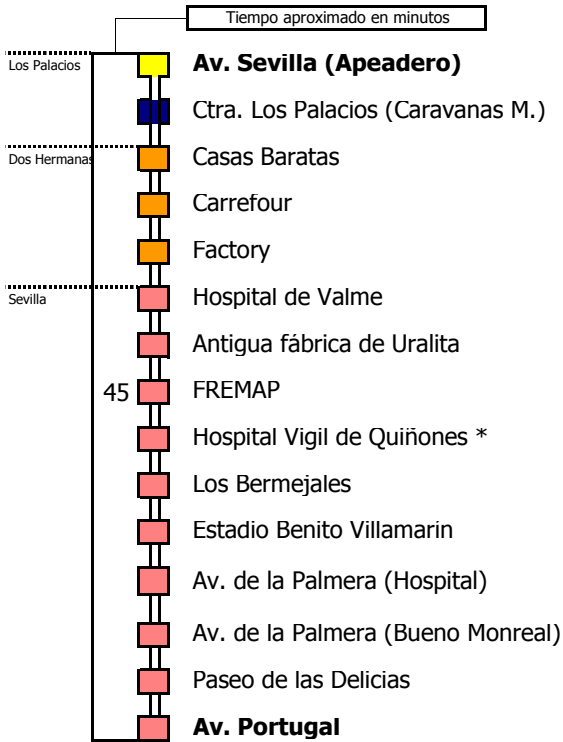 Tiempo aproximado en minutos
Los Palacios
Av. Sevilla (Apeadero)
Ctra. Los Palacios (Caravanas M.)
Dos Hermanas
Casas Baratas
Carrefour
Factory
Sevilla
Hospital de Valme
Antigua fábrica de Uralita
45
FREMAP
Hospital Vigil de Quiñones *
Los Bermejales
Estadio Benito Villamarin
Av. de la Palmera (Hospital)
Av. de la Palmera (Bueno Monreal)
Paseo de las Delicias
Av. Portugal